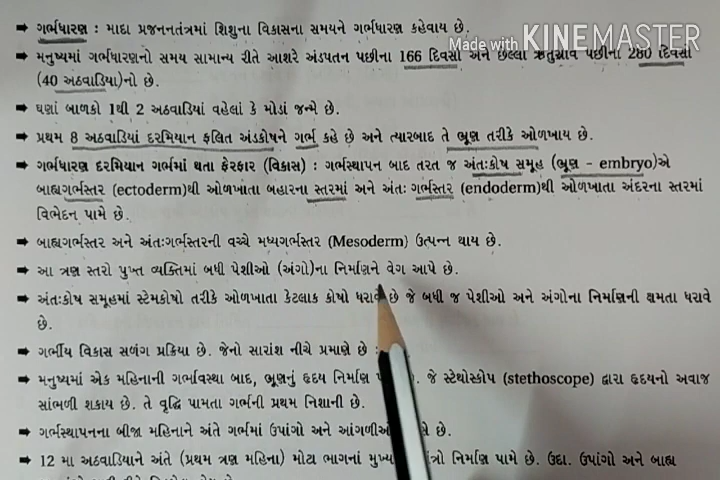 Made with KINEMASTER
➡ ગર્ભધારણ : માદા પ્રજનનતંત્રમાં શિશુના વિકાસના સમયને ગર્ભધારણ કહેવાય છે.
➡ મનુષ્યમાં ગર્ભધારણનો સમય સામાન્ય રીતે આશરે અંડપતન પછીના 166 દિવસો અને છેલ્લા ઋતુસ્રાવ પછીના 280 દિવસો
(40 અંઠવાડિયા)નો છે.
➡ ઘણાં બાળકો 1થી 2 અઠવાડિયાં વહેલાં કે મોડાં જન્મે છે.
➡ પ્રથમ 8 અઠવાડિયાં દરમિયાન ફલિત અંડકોષને ગર્ભ કહે છે અને ત્યારબાદ તે ભ્રૂણ તરીકે ઓળખાય છે.
➡ ગર્ભધારણ દરમિયાન ગર્ભમાં થતા ફેરફાર (વિકાસ) : ગર્ભસ્થાપન બાદ તરત જ અંતઃકોષ સમૂહ (ભ્રૂણ – embryo)એ
બાહ્યગર્ભસ્તર (ectoderm)થી ઓળખાતા બહારના સ્તરમાં અને અંતઃ ગર્ભસ્તર (endoderm)થી ઓળખાતા અંદરના સ્તરમાં
વિભેદન પામે છે.
➡ બાહ્યગર્ભસ્તર અને અંતઃગર્ભસ્તરની વચ્ચે મધ્યગર્ભસ્તર (Mesoderm) ઉત્પન્ન થાય છે.
➡ આ ત્રણ સ્તરો પુખ્ત વ્યક્તિમાં બધી પેશીઓ (અંગો)ના નિર્માણને વેગ આપે છે.
➡ અંતઃકોષ સમૂહમાં સ્ટેમકોષો તરીકે ઓળખાતા કેટલાક કોષો ધરાવે છે જે બધી જ પેશીઓ અને અંગોના નિર્માણની ક્ષમતા ધરાવે
છે.
➡ ગર્ભીય વિકાસ સળંગ પ્રક્રિયા છે. જેનો સારાંશ નીચે પ્રમાણે છે :
➡ મનુષ્યમાં એક મહિનાની ગર્ભાવસ્થા બાદ, ભ્રૂણનું હૃદય નિર્માણ છે. જે સ્ટેથોસ્કોપ (stethoscope) દ્વારા હૃદયનો અવાજ
સાંભળી શકાય છે. તે વૃદ્ધિ પામતા ગર્ભની પ્રથમ નિશાની છે.
➡ ગર્ભસ્થાપનના બીજા મહિનાને અંતે ગર્ભમાં ઉપાંગો અને છે.
➡ 12 મા અઠવાડિયાને અંતે (પ્રથમ ત્રણ મહિના) મોટા ભાગનાં મુખ્ય નિર્માણ પામે છે. ઉદા. ઉપાંગો અને બાહ્ય